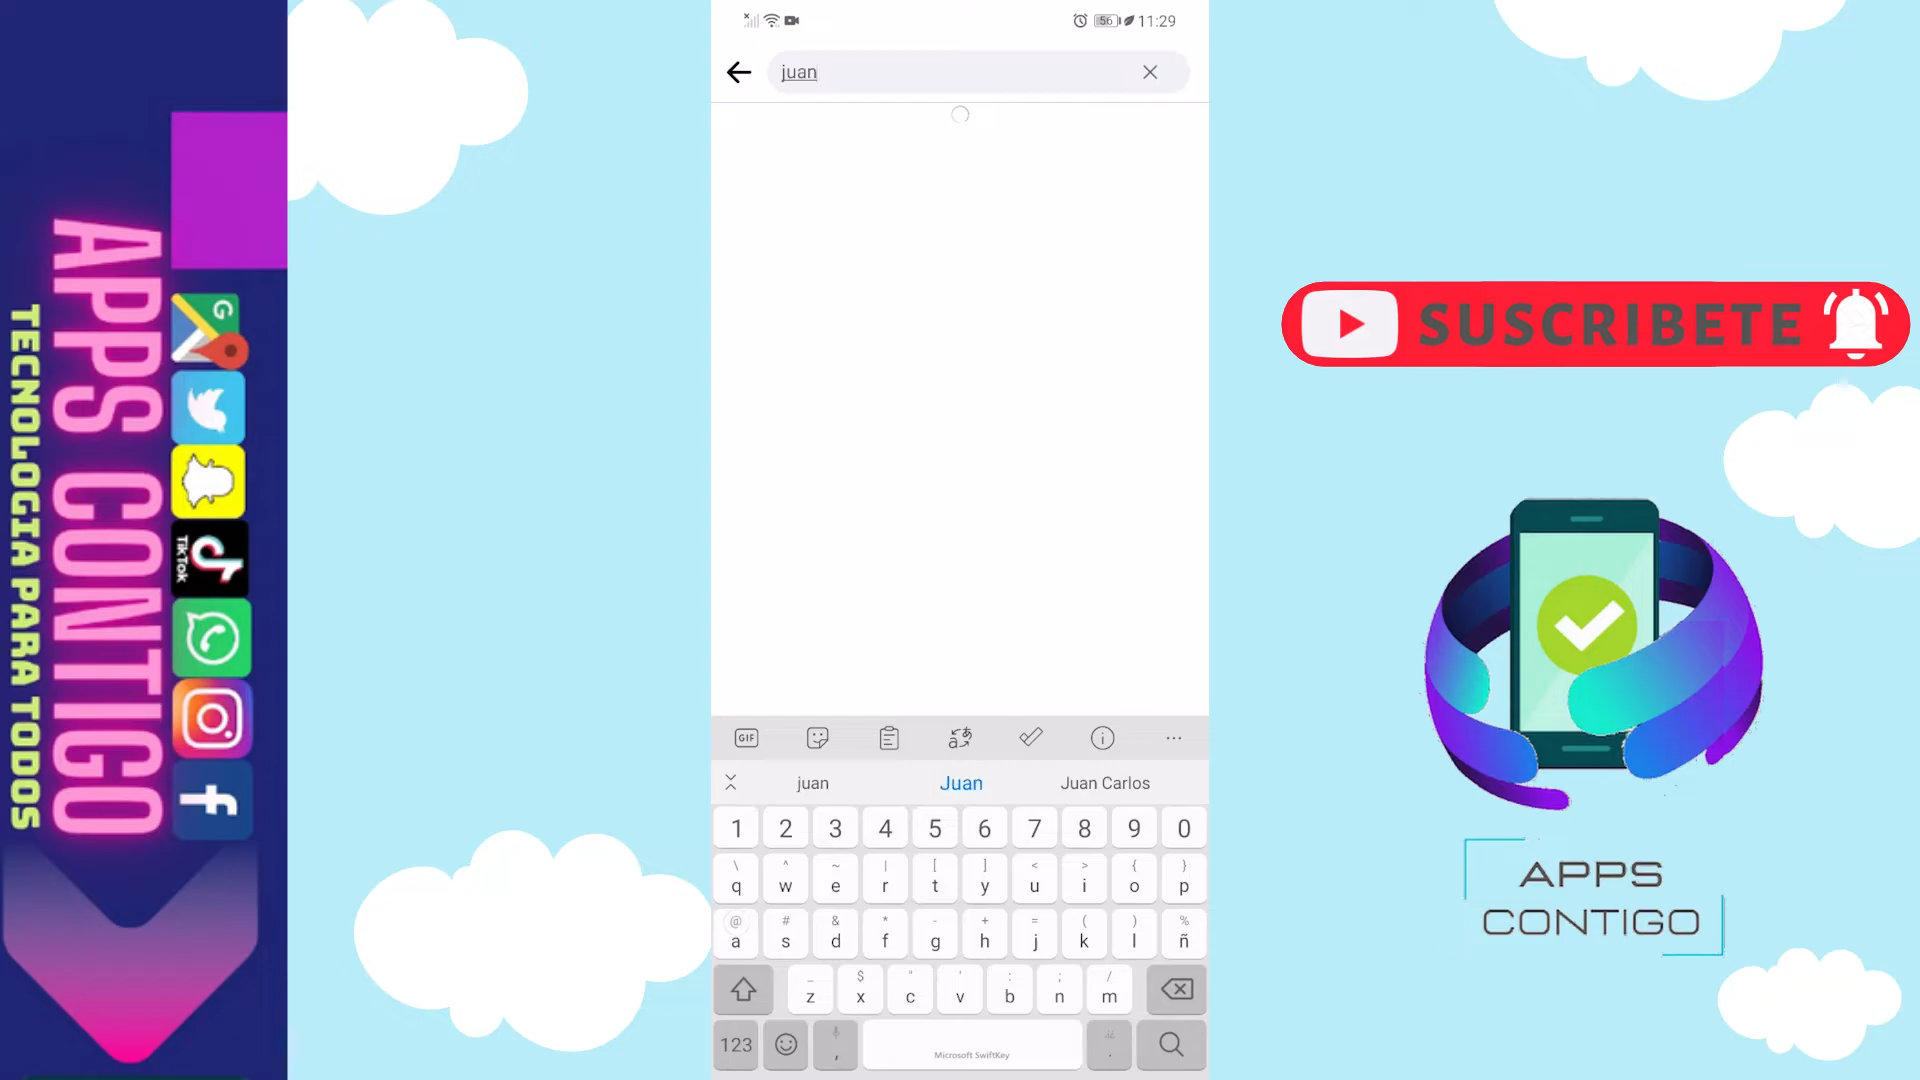 APPS CONTIGO
TECNOLOGIA PARA TODOS
G
TikTok
56
11:29
juan
SUSCRIBETE
APPS
CONTIGO
GIF
juan
Juan
Juan Carlos
1 2 3 4 5 6 7 8 9 0
\ ^ ~ | [ ] < > { }
q w e r t y u i o p
@ # & * - + = ( ) %
a s d f g h j k l ñ
_ $ " ' : ; /
z x c v b n m
123 , Microsoft SwiftKey .